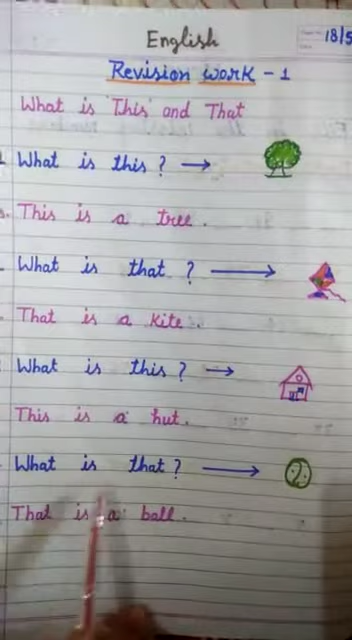 English
18/5
Revision work - 1
What is 'This' and That
What is this ? →
This is a tree.
What is that ? →
That is a kite.
What is this ? →
This is a hut.
What is that ? →
That is a ball.